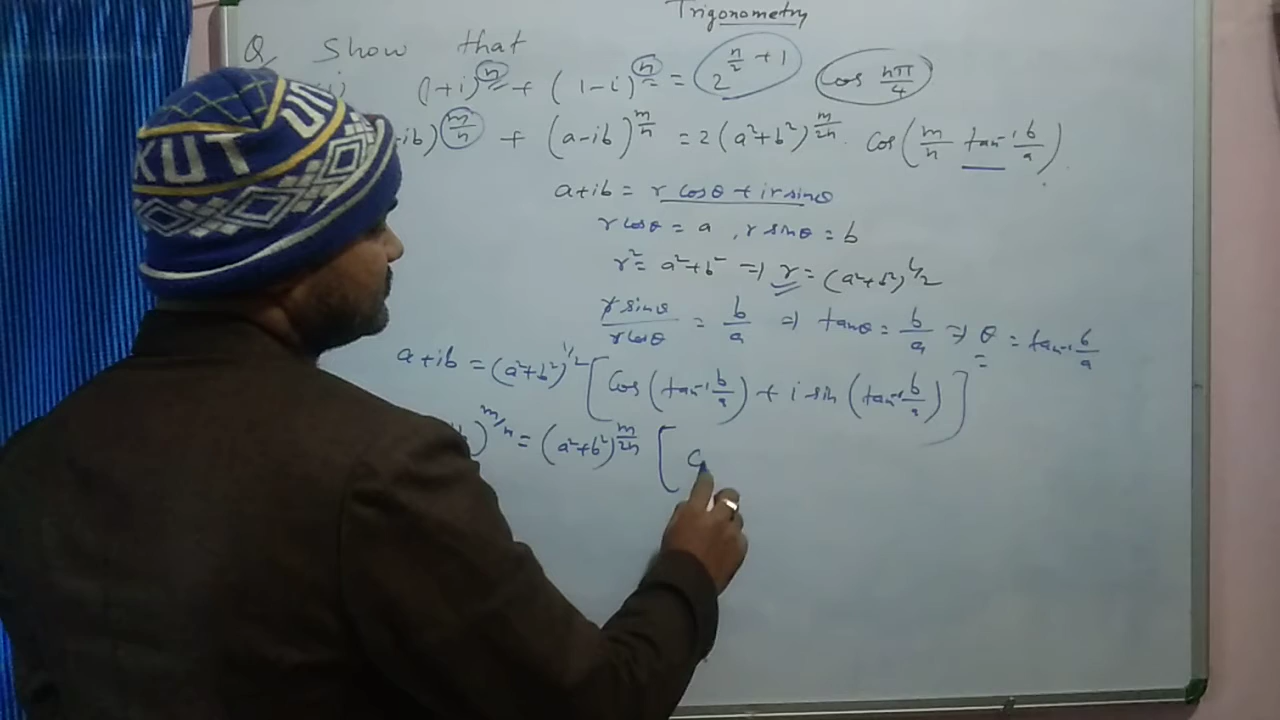 Trigonometry
Q Show that
(1+i)^n + (1-i)^n = 2^(n/2 + 1) cos nπ/4
ib)^(m/n) + (a-ib)^(m/n) = 2(a²+b²)^(m/2n) . Cos(m/n tan⁻¹ b/a).
a+ib = r cosθ + i r sinθ
r cosθ = a , r sinθ = b
r² = a²+b² ⇒ r = (a²+b²)^1/2
r sinθ/r cosθ = b/a ⇒ tanθ = b/a ⇒ θ = tan⁻¹ b/a
a+ib = (a²+b²)^1/2 [Cos(tan⁻¹ b/a) + i sin(tan⁻¹ b/a)]
)^m/n = (a²+b²)^(m/2n) [C
KUT UN